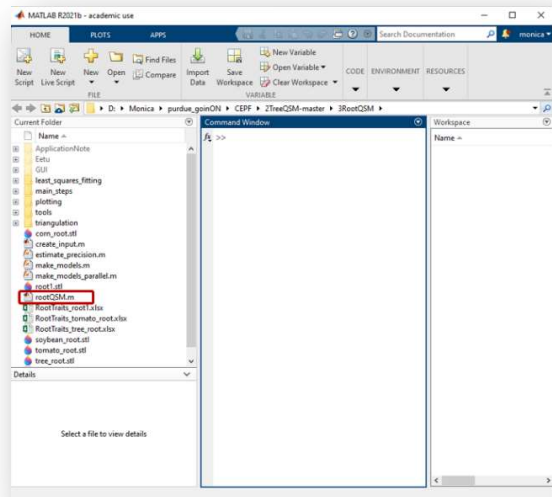 MATLAB R2021b - academic use
HOME PLOTS APPS
Search Documentation
monica
New Script
New Live Script
New
Open
Find Files
Compare
Import Data
Save Workspace
New Variable
Open Variable
Clear Workspace
CODE ENVIRONMENT RESOURCES
FILE VARIABLE
D: Monica purdue_goinON CEPF 2TreeQSM-master 3RootQSM
Current Folder
Name
ApplicationNote
Eetu
GUI
least_squares_fitting
main_steps
plotting
tools
triangulation
corn_root.stl
create_input.m
estimate_precision.m
make_models.m
make_models_parallel.m
root1.stl
rootQSM.m
RootTraits_root1.xlsx
RootTraits_tomato_root.xlsx
RootTraits_tree_root.xlsx
soybean_root.stl
tomato_root.stl
tree_root.stl
Details
Select a file to view details
Command Window
fx >>
Workspace
Name